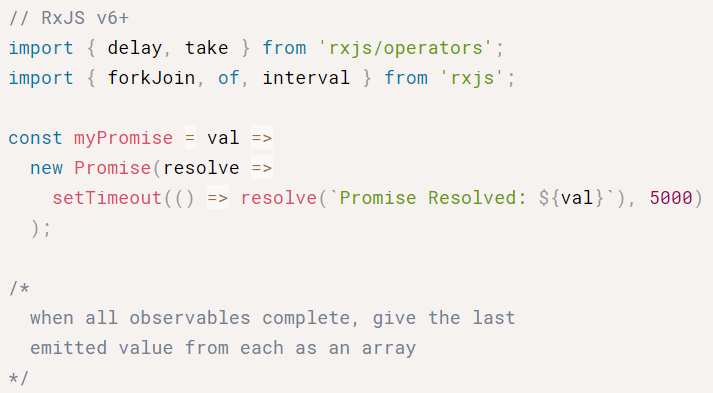 // RxJS v6+
import { delay, take } from 'rxjs/operators';
import { forkJoin, of, interval } from 'rxjs';
const myPromise = val =>
new Promise(resolve =>
setTimeout(() => resolve(`Promise Resolved: ${val}`), 5000)
);
/*
when all observables complete, give the last
emitted value from each as an array
*/